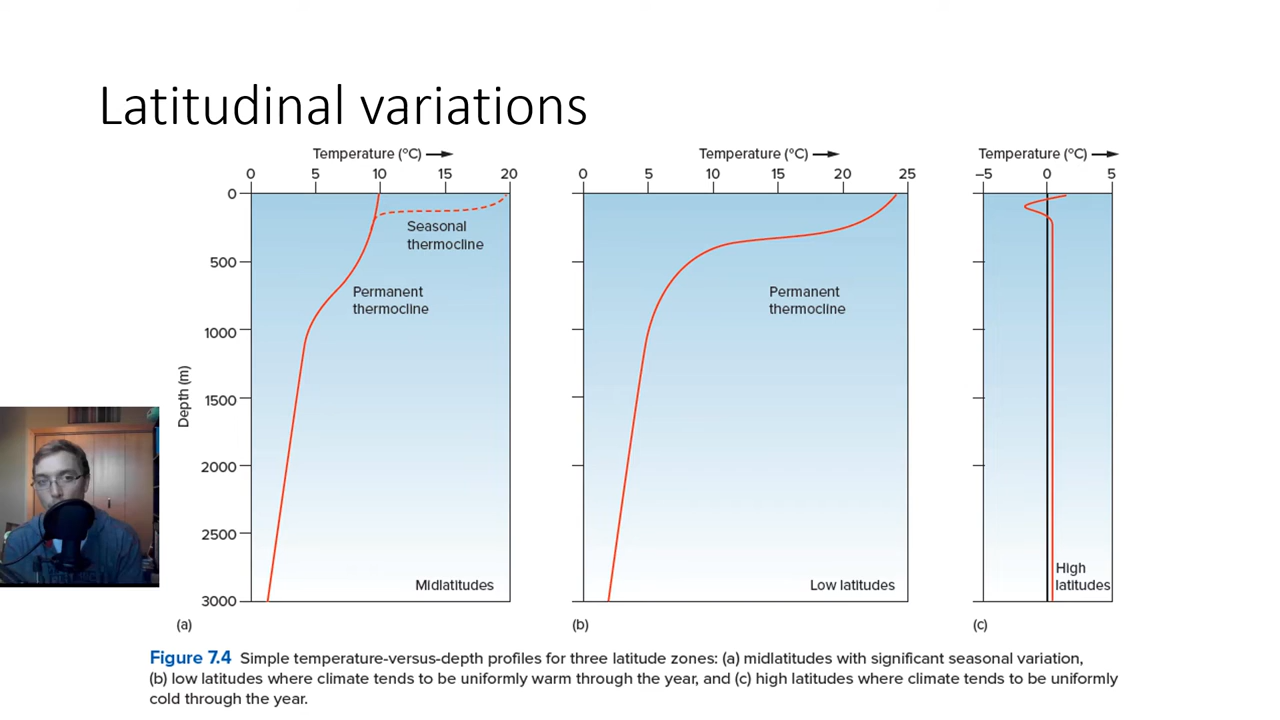 Latitudinal variations
Temperature (°C)
0 5 10 15 20
0
500
1000
1500
2000
2500
3000
Depth (m)
Seasonal
thermocline
Permanent
thermocline
Midlatitudes
(a)
Temperature (°C)
0 5 10 15 20 25
Permanent
thermocline
Low latitudes
(b)
Temperature (°C)
–5 0 5
High
latitudes
(c)
Figure 7.4 Simple temperature-versus-depth profiles for three latitude zones: (a) midlatitudes with significant seasonal variation,
(b) low latitudes where climate tends to be uniformly warm through the year, and (c) high latitudes where climate tends to be uniformly
cold through the year.